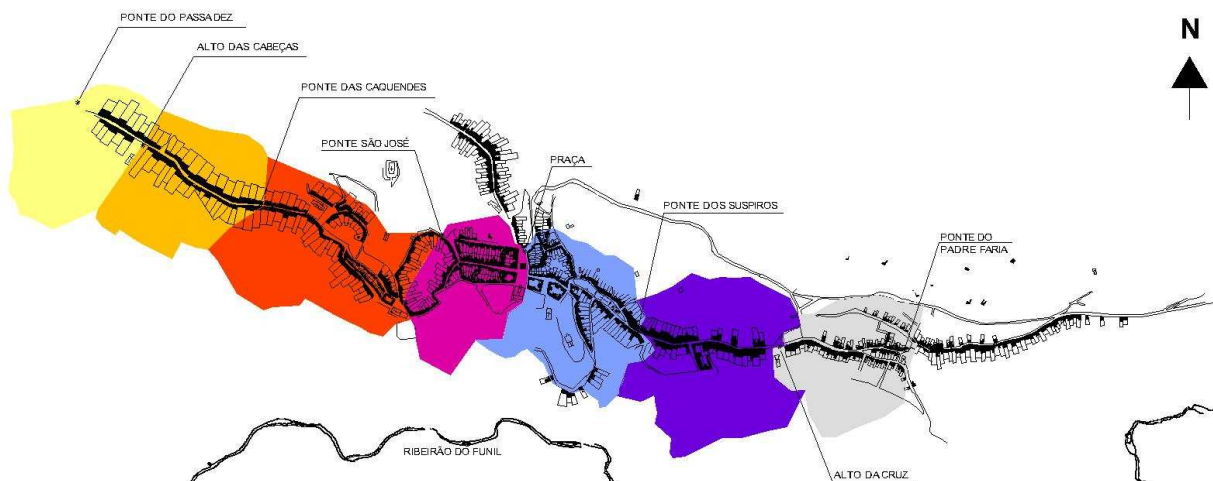 PONTE DO PASSADEZ
ALTO DAS CABEÇAS
PONTE DAS CAQUENDES
PONTE SÃO JOSÉ
PRAÇA
PONTE DOS SUSPIROS
PONTE DO
PADRE FARIA
N
RIBEIRÃO DO FUNIL
ALTO DA CRUZ